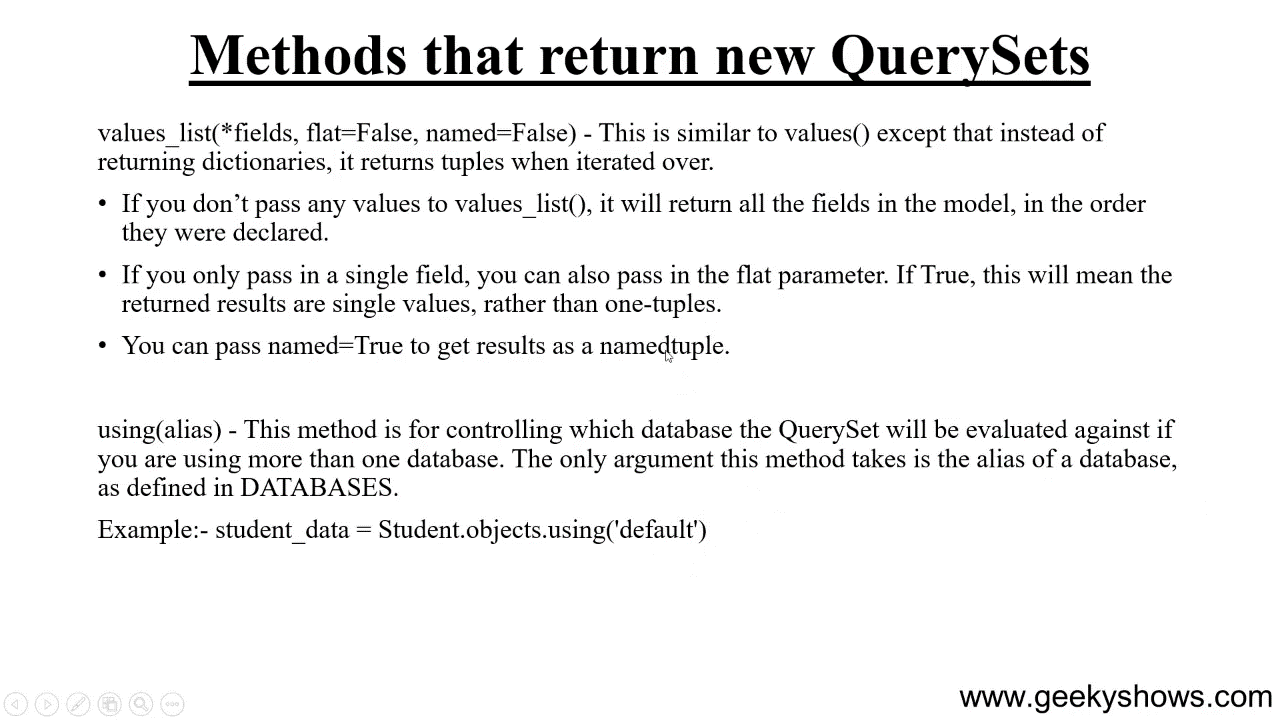 Methods that return new QuerySets
values_list(*fields, flat=False, named=False) - This is similar to values() except that instead of
returning dictionaries, it returns tuples when iterated over.
• If you don’t pass any values to values_list(), it will return all the fields in the model, in the order
they were declared.
• If you only pass in a single field, you can also pass in the flat parameter. If True, this will mean the
returned results are single values, rather than one-tuples.
• You can pass named=True to get results as a namedtuple.
using(alias) - This method is for controlling which database the QuerySet will be evaluated against if
you are using more than one database. The only argument this method takes is the alias of a database,
as defined in DATABASES.
Example:- student_data = Student.objects.using('default')
www.geekyshows.com